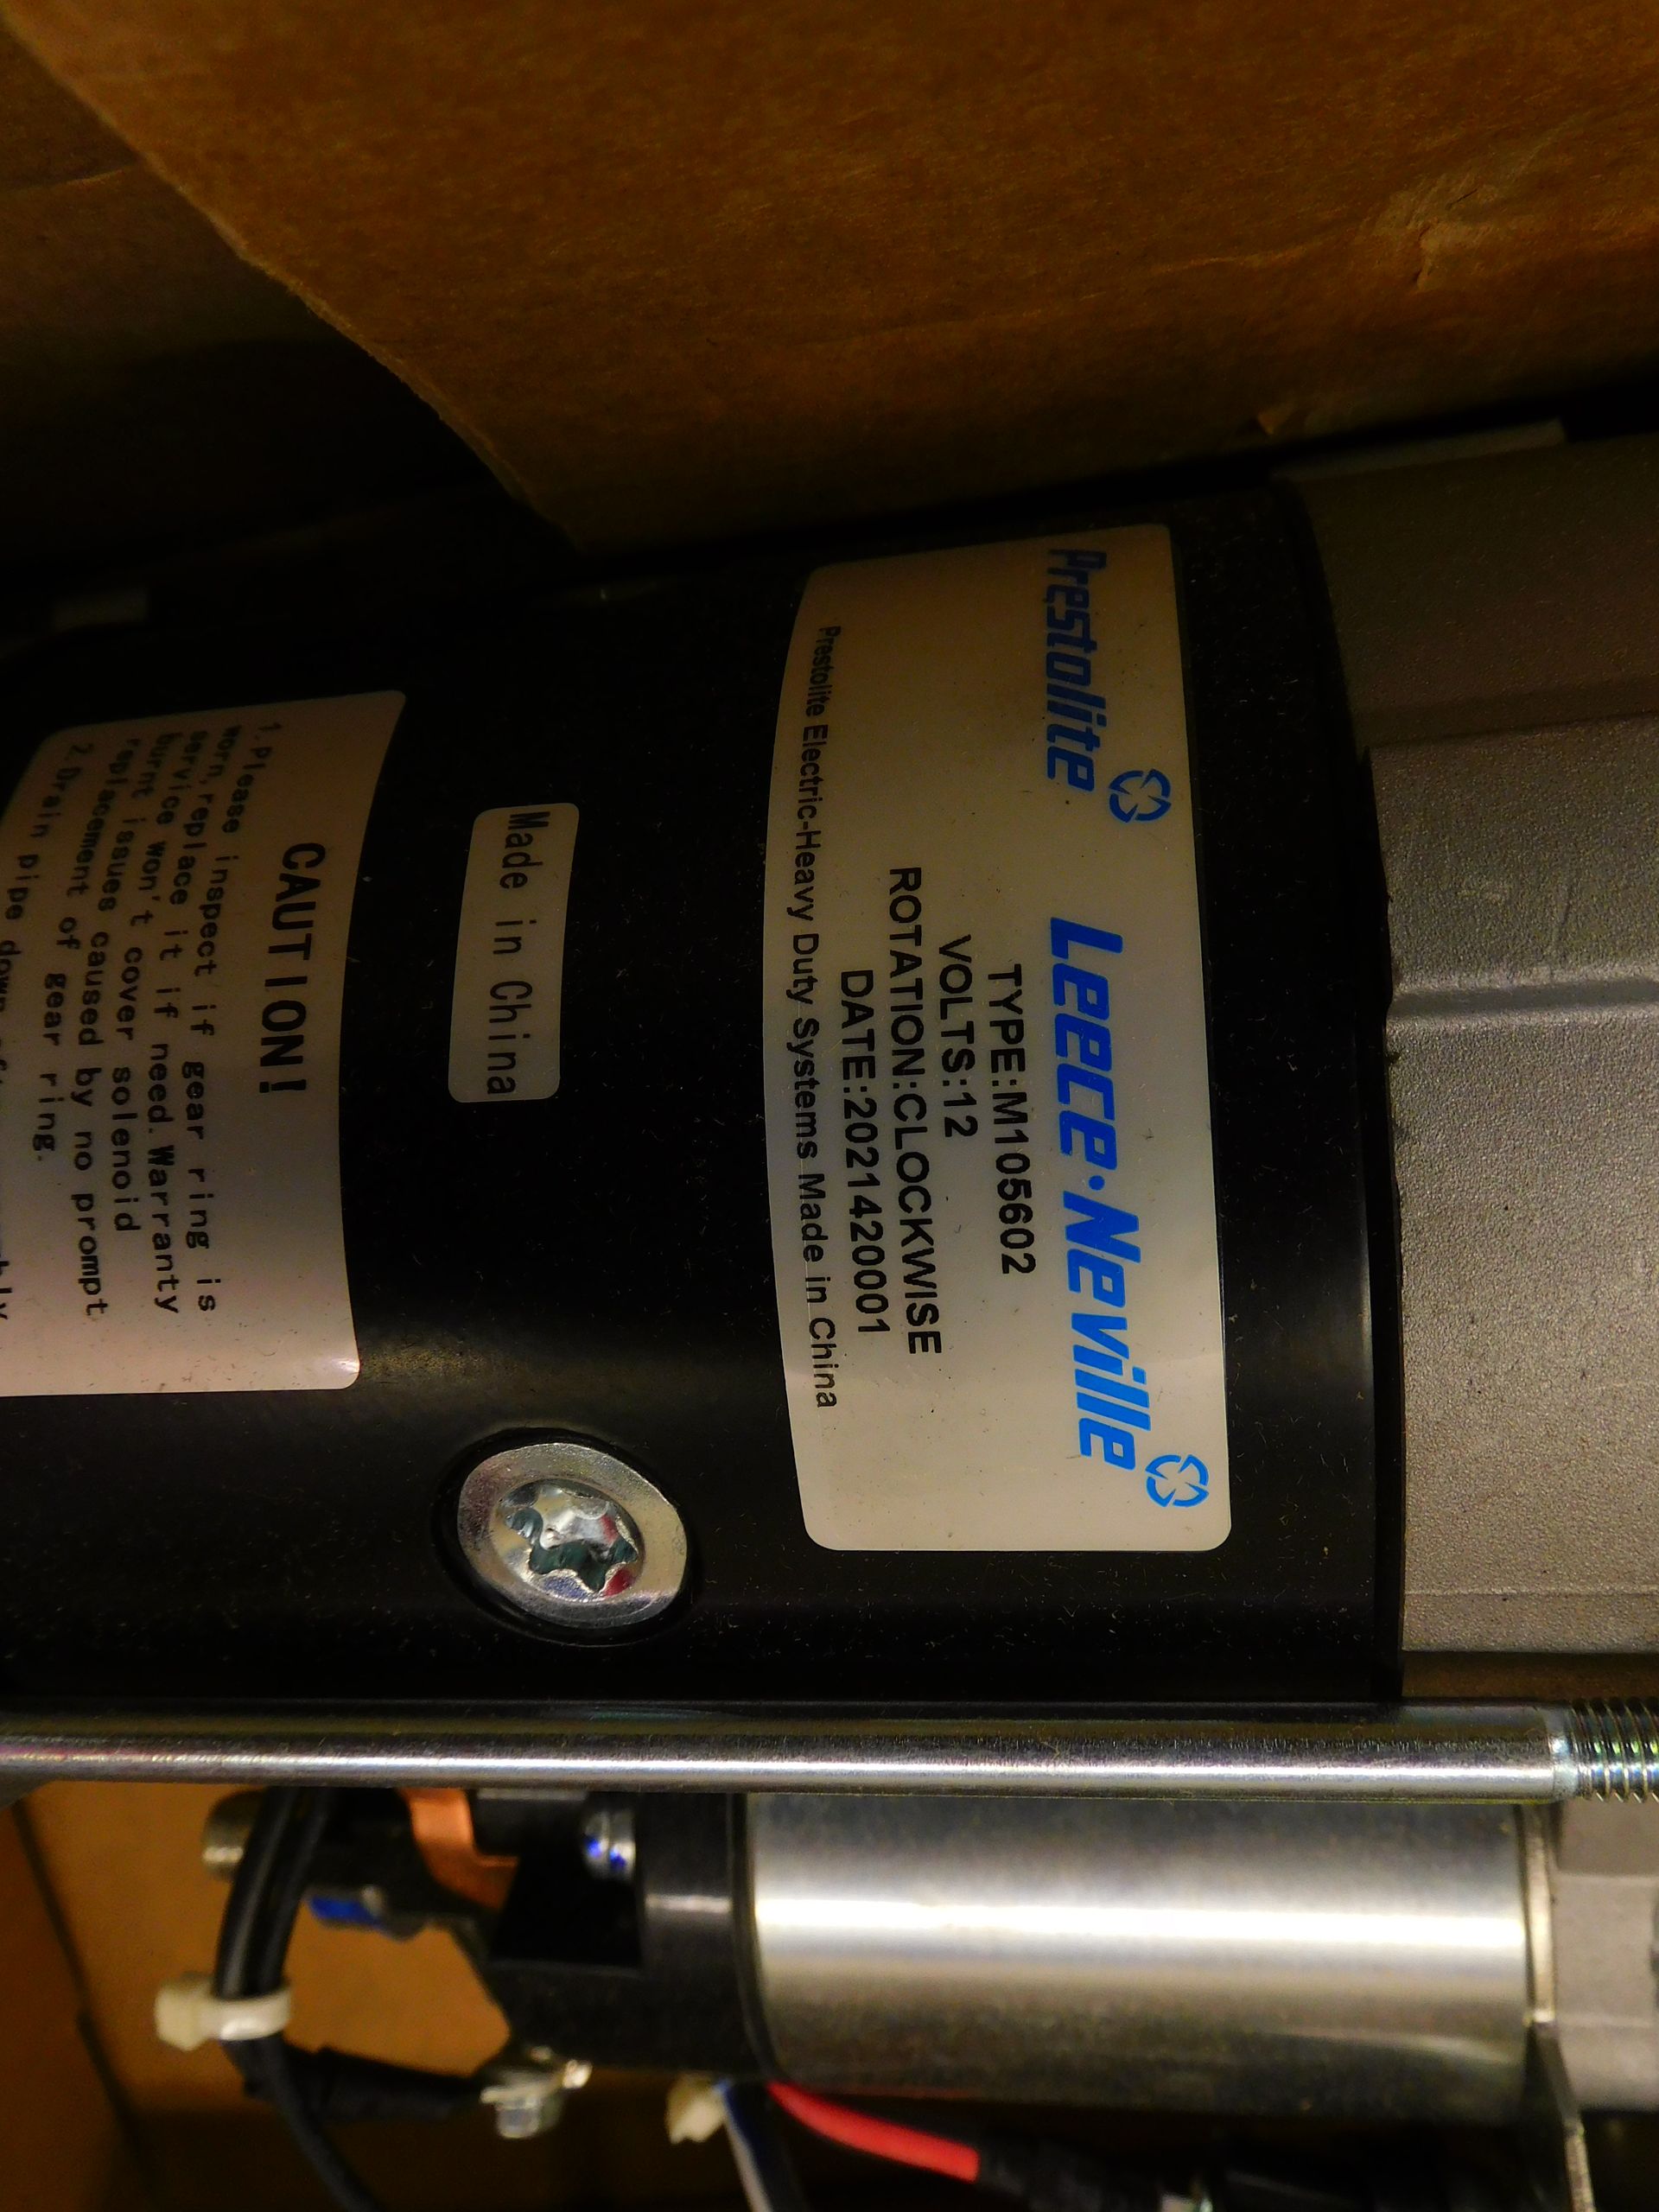 Prestolite Leece·Neville
TYPE:M105602
VOLTS:12
ROTATION:CLOCKWISE
DATE:2021420001
Prestolite Electric-Heavy Duty Systems Made in China
Made in China
CAUTION!
1.Please inspect if gear ring is
worn,replace it if need.Warranty
service won't cover solenoid
burnt issues caused by no prompt
replacement of gear ring.
2.Drain pipe down